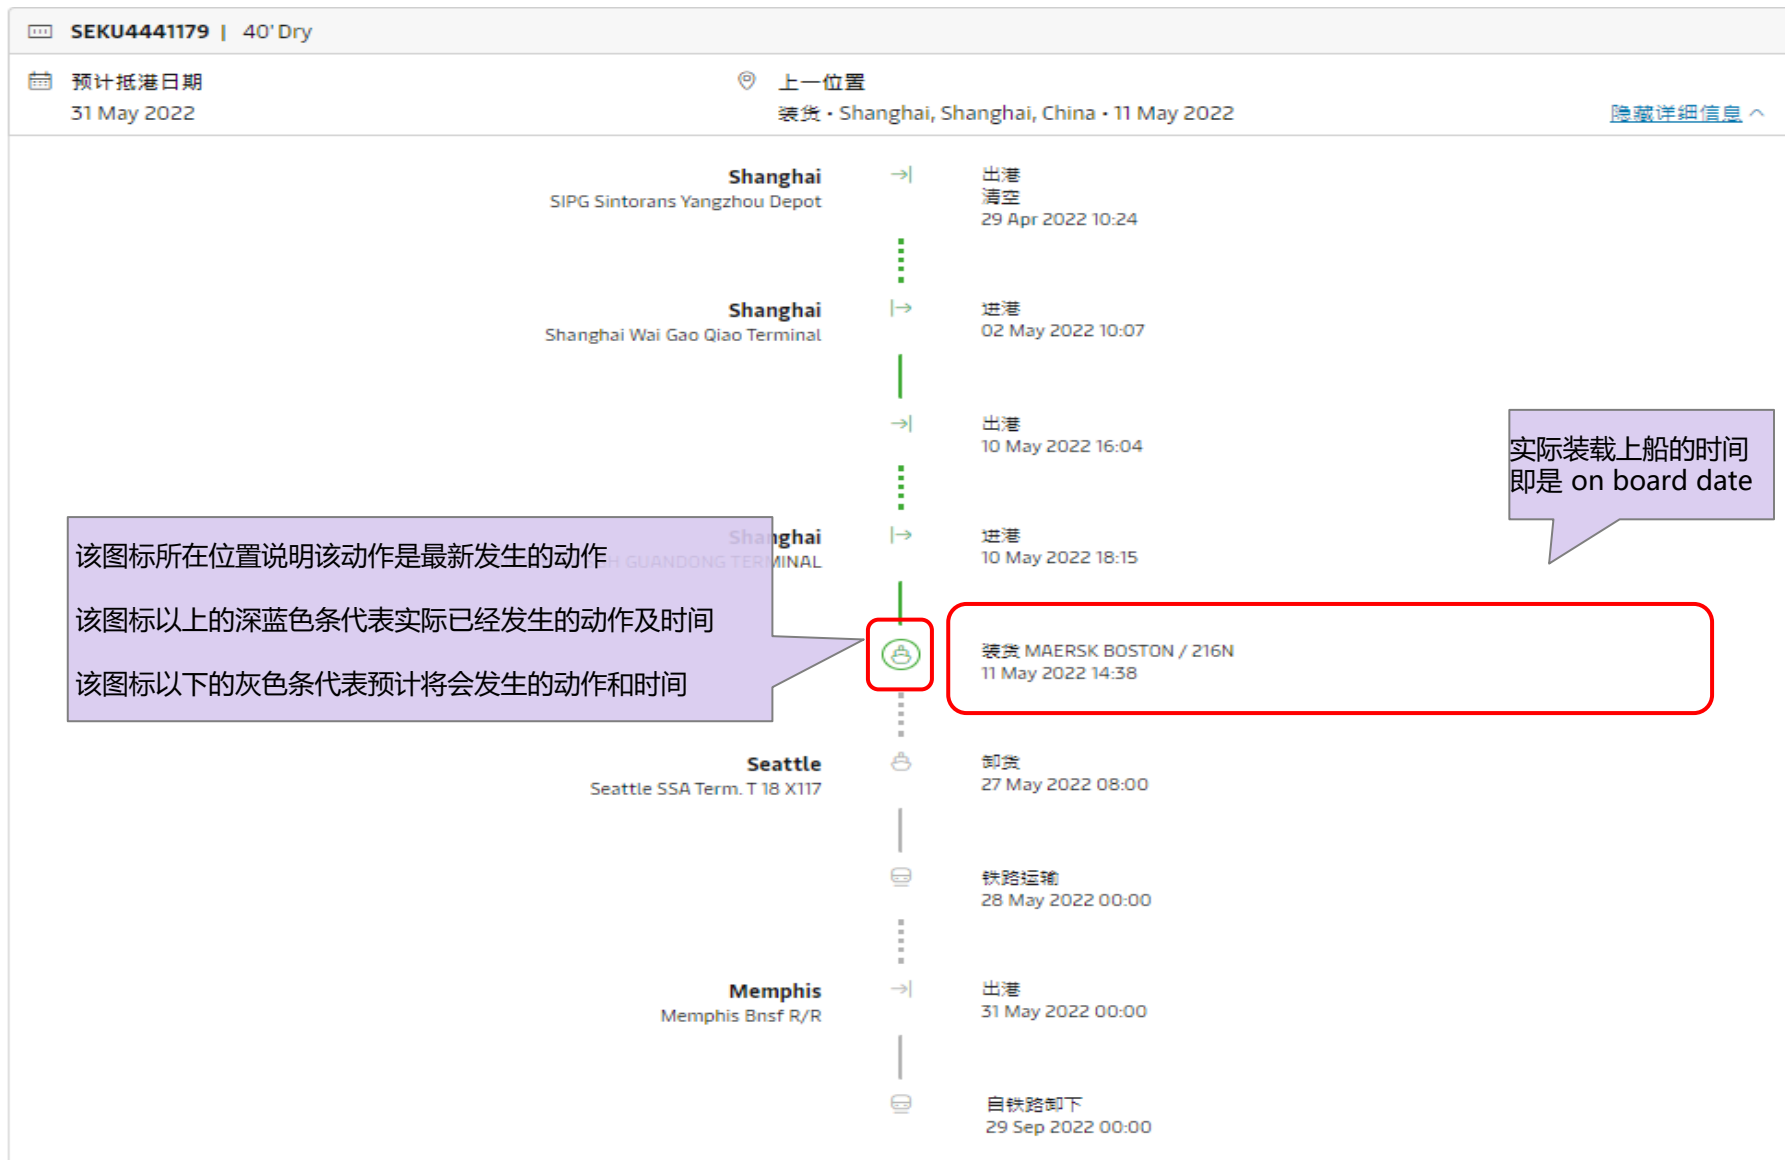 SEKU4441179 | 40' Dry
预计抵港日期
31 May 2022
上一位置
装货 • Shanghai, Shanghai, China • 11 May 2022
隐藏详细信息
Shanghai
SIPG Sintorans Yangzhou Depot
出港
清空
29 Apr 2022 10:24
Shanghai
Shanghai Wai Gao Qiao Terminal
进港
02 May 2022 10:07
出港
10 May 2022 16:04
实际装载上船的时间
即是 on board date
Shanghai
GUANDONG TERMINAL
进港
10 May 2022 18:15
该图标所在位置说明该动作是最新发生的动作
该图标以上的深蓝色条代表实际已经发生的动作及时间
该图标以下的灰色条代表预计将会发生的动作和时间
装货 MAERSK BOSTON / 216N
11 May 2022 14:38
Seattle
Seattle SSA Term. T 18 X117
卸货
27 May 2022 08:00
铁路运输
28 May 2022 00:00
Memphis
Memphis Bnsf R/R
出港
31 May 2022 00:00
自铁路卸下
29 Sep 2022 00:00